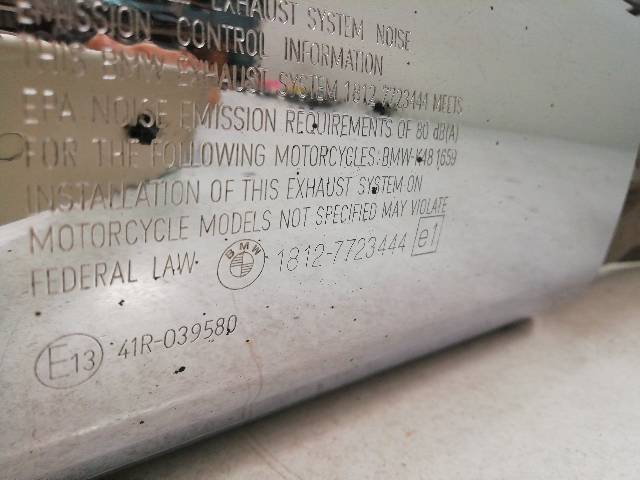 EXHAUST SYSTEM NOISE
EMISSION CONTROL INFORMATION
THIS BMW EXHAUST SYSTEM 1812-7723444 MEETS
EPA NOISE EMISSION REQUIREMENTS OF 80 dB(A)
FOR THE FOLLOWING MOTORCYCLES: BMW-K48 1659
INSTALLATION OF THIS EXHAUST SYSTEM ON
MOTORCYCLE MODELS NOT SPECIFIED MAY VIOLATE
FEDERAL LAW BMW 1812-7723444 e1
E13 41R-039580